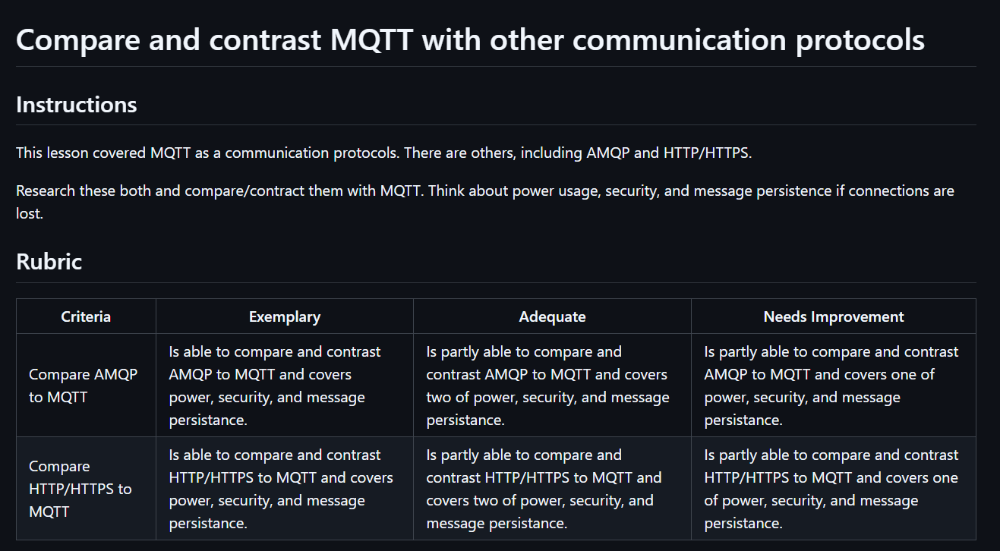 Compare and contrast MQTT with other communication protocols
Instructions
This lesson covered MQTT as a communication protocols. There are others, including AMQP and HTTP/HTTPS.
Research these both and compare/contract them with MQTT. Think about power usage, security, and message persistence if connections are
lost.
Rubric
Criteria
Exemplary
Adequate
Needs Improvement
Compare AMQP
to MQTT
Is able to compare and contrast
AMQP to MQTT and covers
power, security, and message
persistance.
Is partly able to compare and
contrast AMQP to MQTT and covers
two of power, security, and message
persistance.
Is partly able to compare and contrast
AMQP to MQTT and covers one of
power, security, and message
persistance.
Compare
HTTP/HTTPS to
MQTT
Is able to compare and contrast
HTTP/HTTPS to MQTT and covers
power, security, and message
persistance.
Is partly able to compare and
contrast HTTP/HTTPS to MQTT and
covers two of power, security, and
message persistance.
Is partly able to compare and contrast
HTTP/HTTPS to MQTT and covers one
of power, security, and message
persistance.